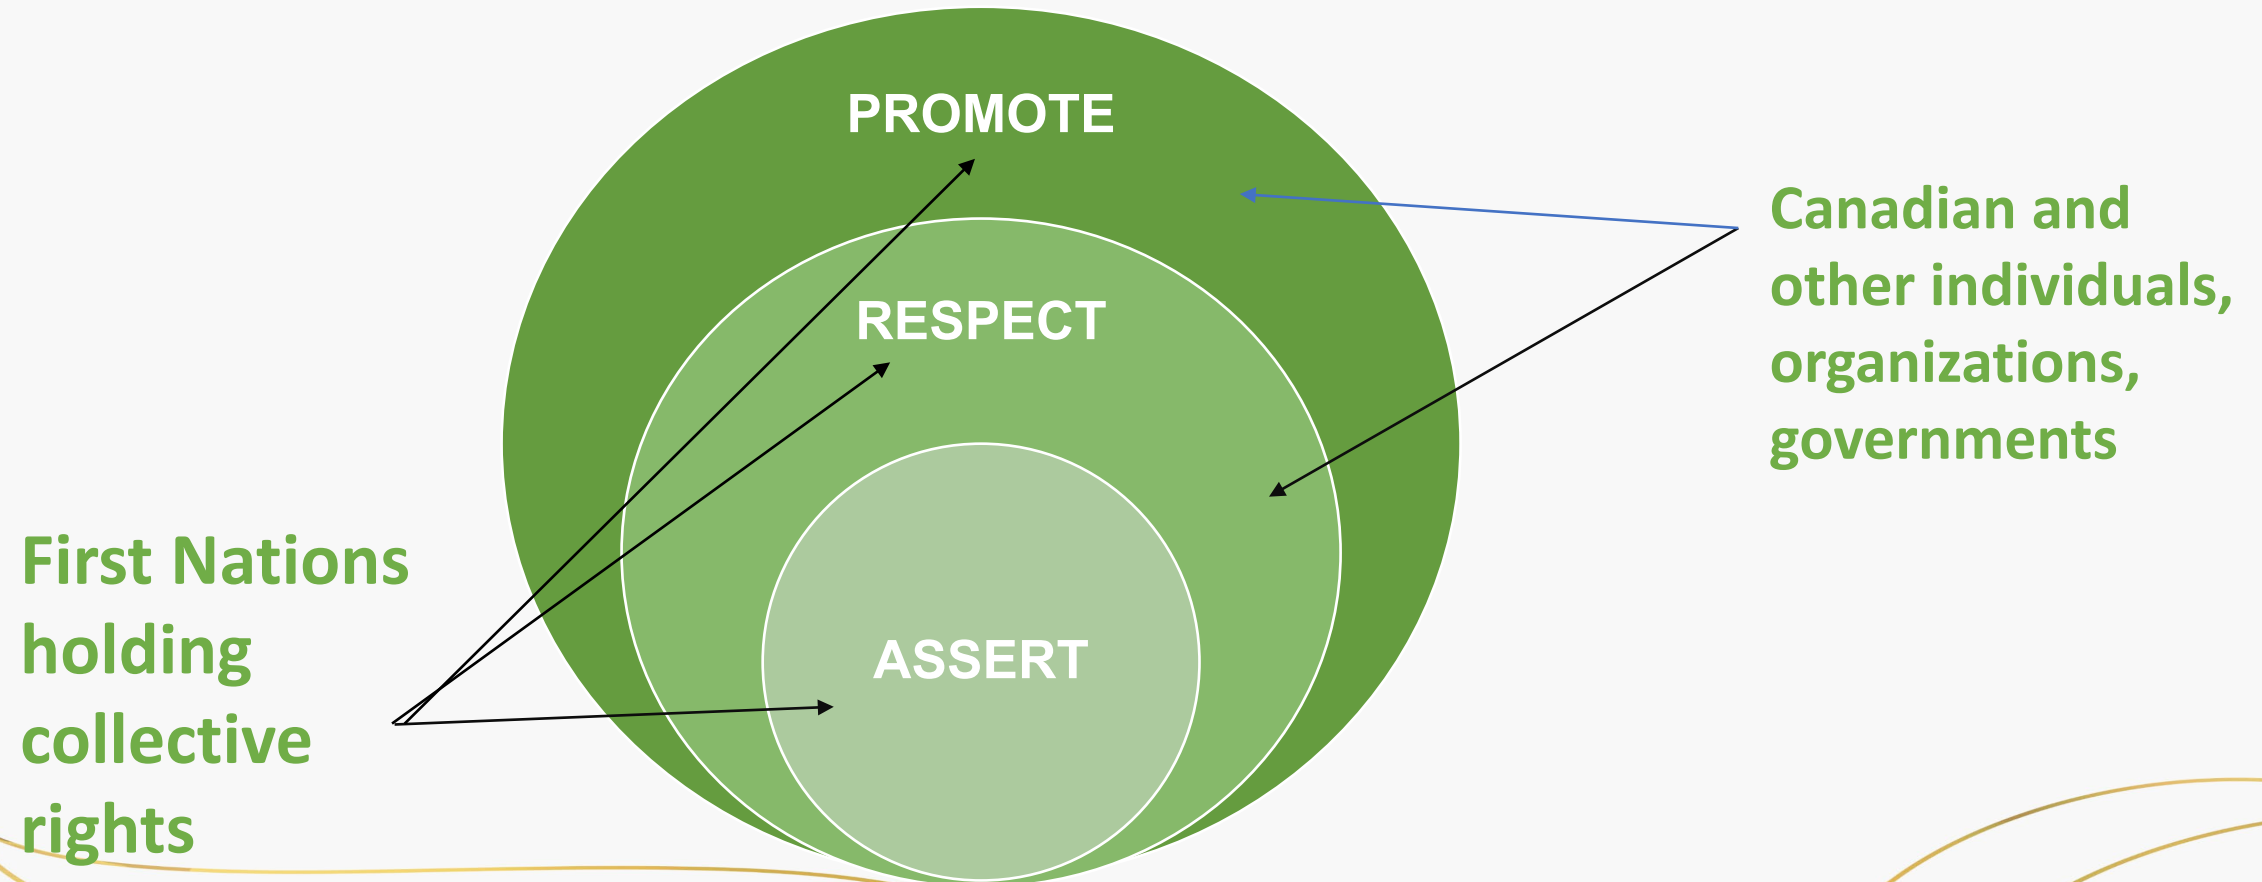 PROMOTE
RESPECT
ASSERT
Canadian and
other individuals,
organizations,
governments
First Nations
holding
collective
rights